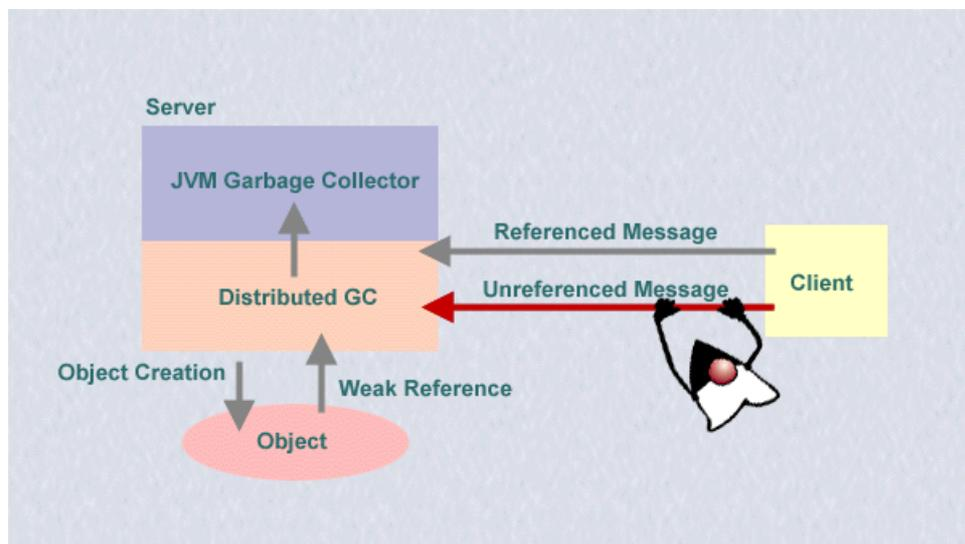 Server
JVM Garbage Collector
Referenced Message
Unreferenced Message
Client
Distributed GC
Object Creation
Weak Reference
Object